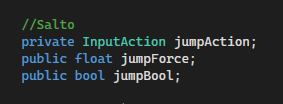 //Salto
private InputAction jumpAction;
public float jumpForce;
public bool jumpBool;